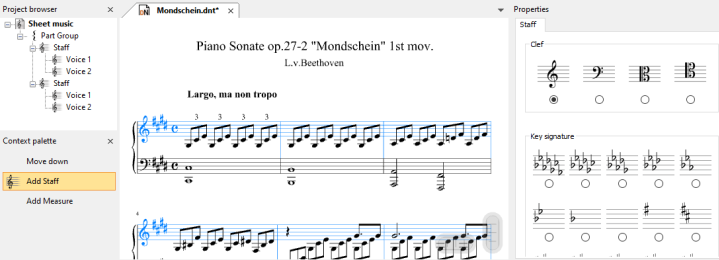 Project browser
Sheet music
Part Group
Staff
Voice 1
Voice 2
Staff
Voice 1
Voice 2
Context palette
Move down
Add Staff
Add Measure
Mondschein.dnt*
Piano Sonate op.27-2 "Mondschein" 1st mov.
L.v.Beethoven
Largo, ma non tropo
3 3 3 3
4
Properties
Staff
Clef
Key signature